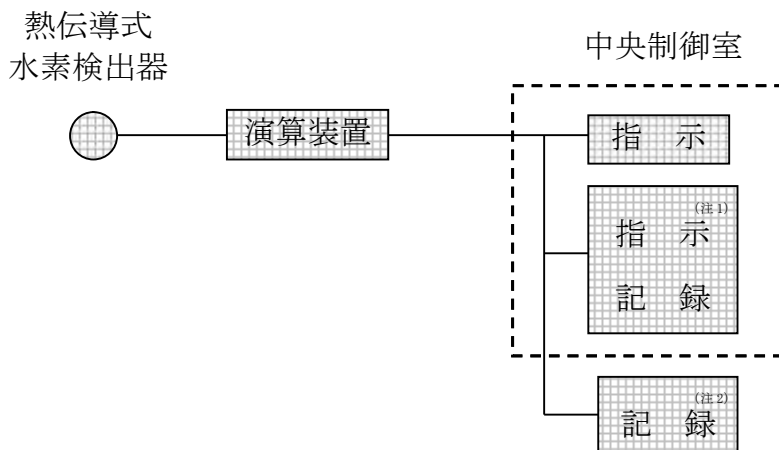 熱伝導式
水素検出器
中央制御室
演算装置
指 示
(注1)
指 示
記 録
(注2)
記 録